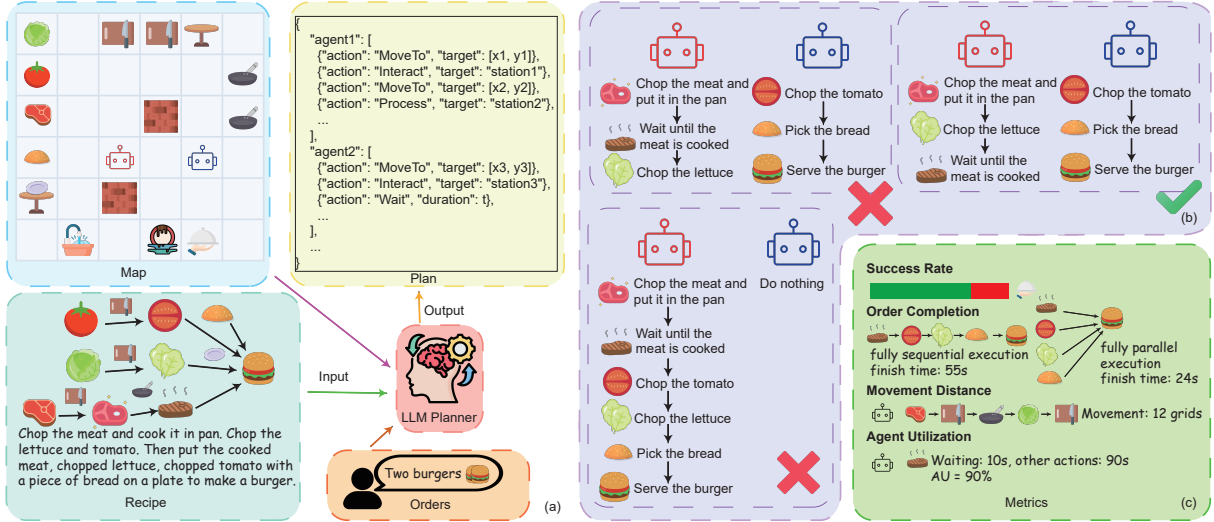 Map
{
"agent1": [
{"action": "MoveTo", "target": [x1, y1]},
{"action": "Interact", "target": "station1"},
{"action": "MoveTo", "target": [x2, y2]},
{"action": "Process", "target": "station2"},
...
],
"agent2": [
{"action": "MoveTo", "target": [x3, y3]},
{"action": "Interact", "target": "station3"},
{"action": "Wait", "duration": t},
...
],
...
}
Plan
Chop the meat and cook it in pan. Chop the
lettuce and tomato. Then put the cooked
meat, chopped lettuce, chopped tomato with
a piece of bread on a plate to make a burger.
Recipe
Input
Output
LLM Planner
Two burgers
Orders
(a)
Chop the meat and
put it in the pan
Wait until the
meat is cooked
Chop the lettuce
Chop the tomato
Pick the bread
Serve the burger
Chop the meat and
put it in the pan
Chop the lettuce
Wait until the
meat is cooked
Chop the tomato
Pick the bread
Serve the burger
(b)
Chop the meat and
put it in the pan
Wait until the
meat is cooked
Chop the tomato
Chop the lettuce
Pick the bread
Serve the burger
Do nothing
Success Rate
Order Completion
fully sequential execution
finish time: 55s
fully parallel
execution
finish time: 24s
Movement Distance
Movement: 12 grids
Agent Utilization
Waiting: 10s, other actions: 90s
AU = 90%
Metrics
(c)